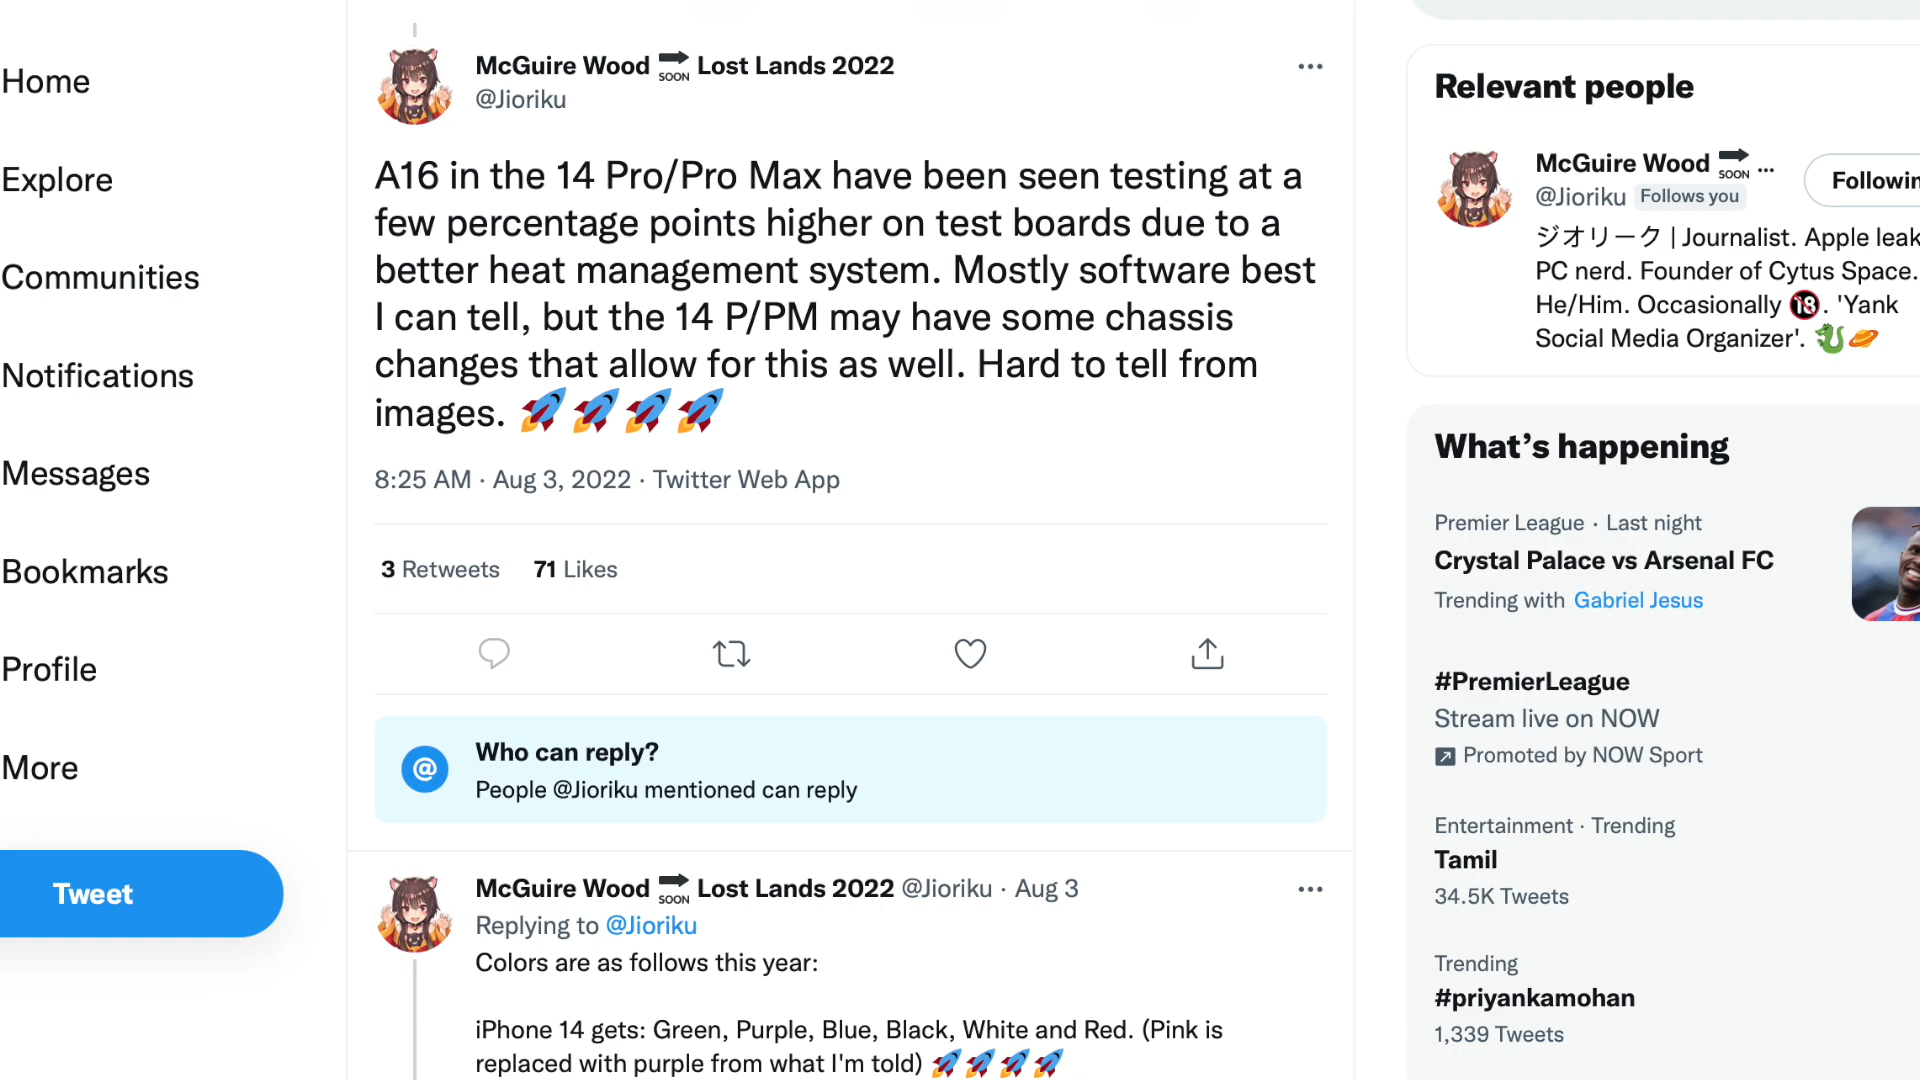 Home
Explore
Communities
Notifications
Messages
Bookmarks
Profile
More
Tweet
McGuire Wood SOON Lost Lands 2022
@Jioriku
A16 in the 14 Pro/Pro Max have been seen testing at a
few percentage points higher on test boards due to a
better heat management system. Mostly software best
I can tell, but the 14 P/PM may have some chassis
changes that allow for this as well. Hard to tell from
images. 🚀🚀🚀🚀
8:25 AM · Aug 3, 2022 · Twitter Web App
3 Retweets 71 Likes
@
Who can reply?
People @Jioriku mentioned can reply
McGuire Wood SOON Lost Lands 2022 @Jioriku · Aug 3
Replying to @Jioriku
Colors are as follows this year:
iPhone 14 gets: Green, Purple, Blue, Black, White and Red. (Pink is
replaced with purple from what I'm told) 🚀🚀🚀🚀
Relevant people
McGuire Wood SOON ...
@Jioriku Follows you
Followin
ジオリーク | Journalist. Apple leak
PC nerd. Founder of Cytus Space.
He/Him. Occasionally 🔞. 'Yank
Social Media Organizer'. 🐉🪐
What's happening
Premier League · Last night
Crystal Palace vs Arsenal FC
Trending with Gabriel Jesus
#PremierLeague
Stream live on NOW
Promoted by NOW Sport
Entertainment · Trending
Tamil
34.5K Tweets
Trending
#priyankamohan
1,339 Tweets